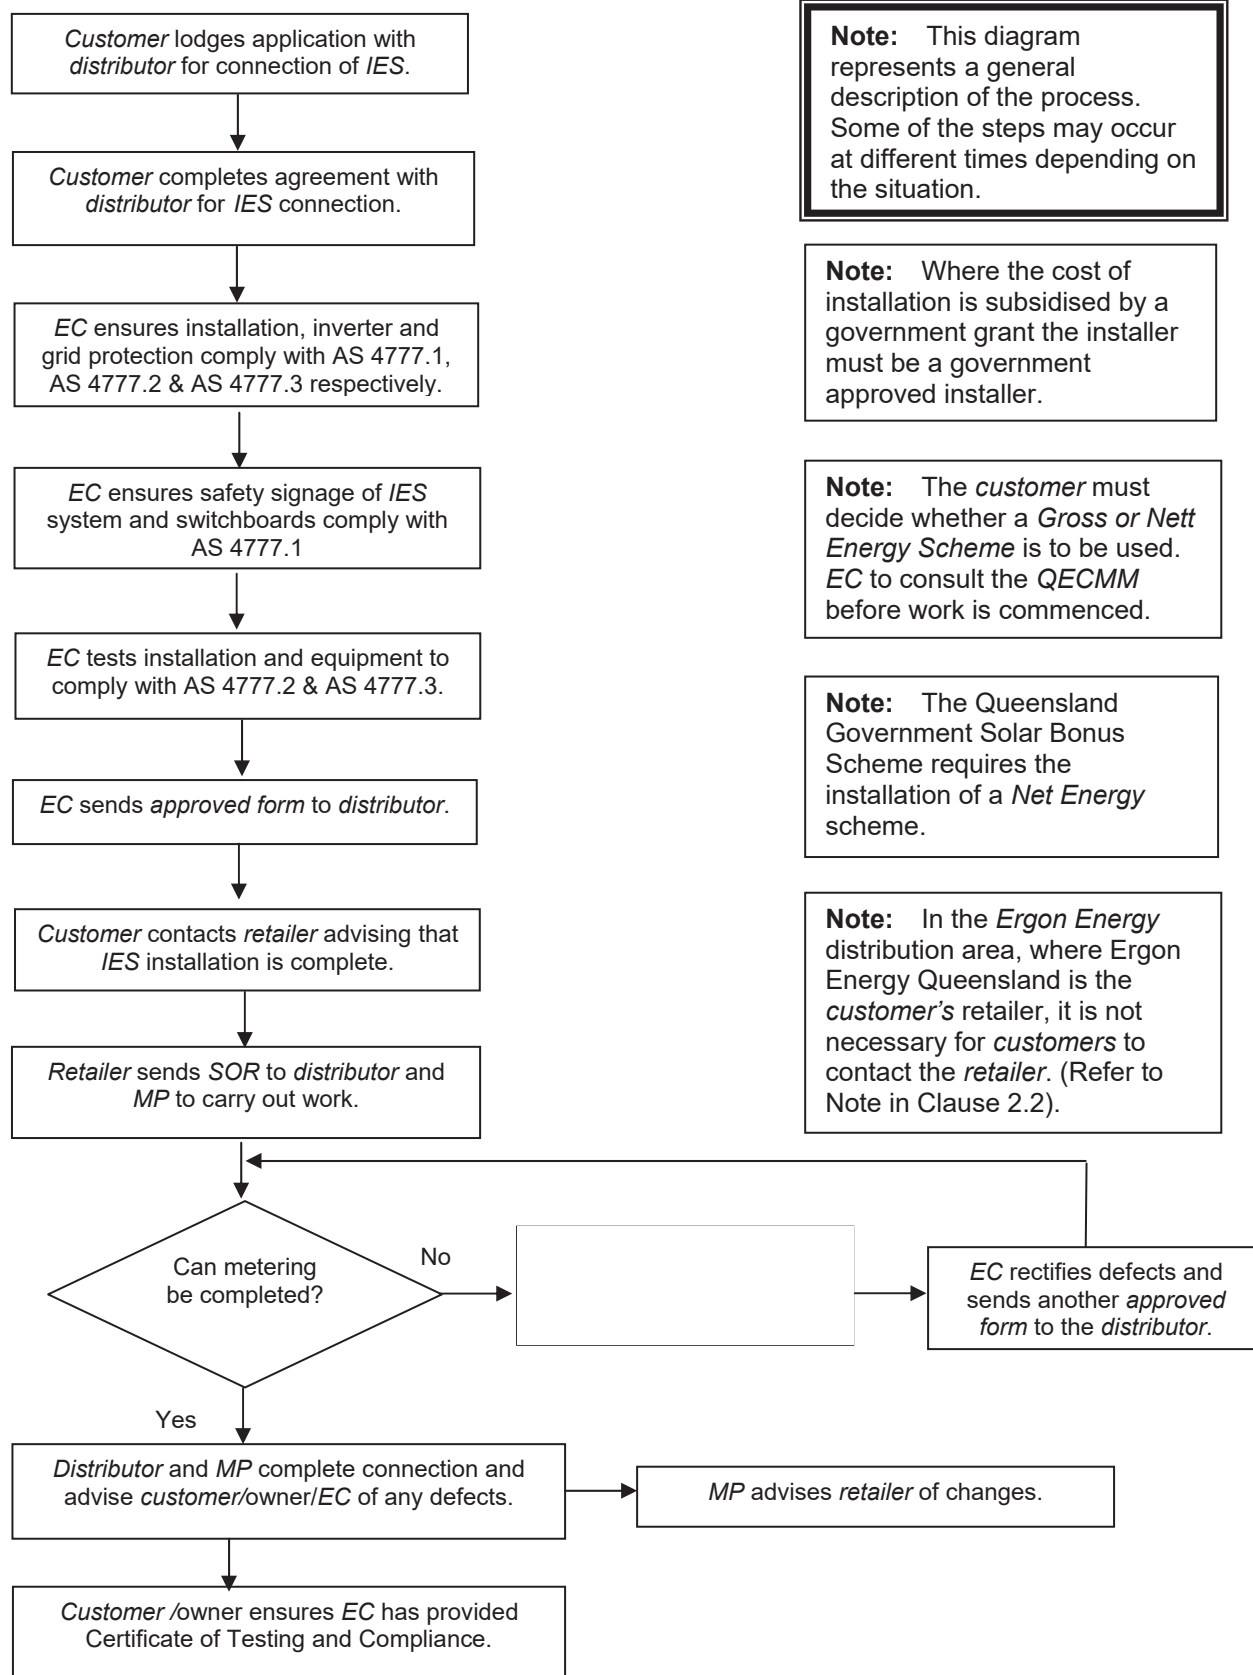 Customer lodges application with
distributor for connection of IES.
Customer completes agreement with
distributor for IES connection.
EC ensures installation, inverter and
grid protection comply with AS 4777.1,
AS 4777.2 & AS 4777.3 respectively.
EC ensures safety signage of IES
system and switchboards comply with
AS 4777.1
EC tests installation and equipment to
comply with AS 4777.2 & AS 4777.3.
EC sends approved form to distributor.
Customer contacts retailer advising that
IES installation is complete.
Retailer sends SOR to distributor and
MP to carry out work.
Can metering
be completed?
No
EC rectifies defects and
sends another approved
form to the distributor.
Yes
Distributor and MP complete connection and
advise customer/owner/EC of any defects.
MP advises retailer of changes.
Customer /owner ensures EC has provided
Certificate of Testing and Compliance.
Note: This diagram
represents a general
description of the process.
Some of the steps may occur
at different times depending on
the situation.
Note: Where the cost of
installation is subsidised by a
government grant the installer
must be a government
approved installer.
Note: The customer must
decide whether a Gross or Nett
Energy Scheme is to be used.
EC to consult the QECMM
before work is commenced.
Note: The Queensland
Government Solar Bonus
Scheme requires the
installation of a Net Energy
scheme.
Note: In the Ergon Energy
distribution area, where Ergon
Energy Queensland is the
customer's retailer, it is not
necessary for customers to
contact the retailer. (Refer to
Note in Clause 2.2).